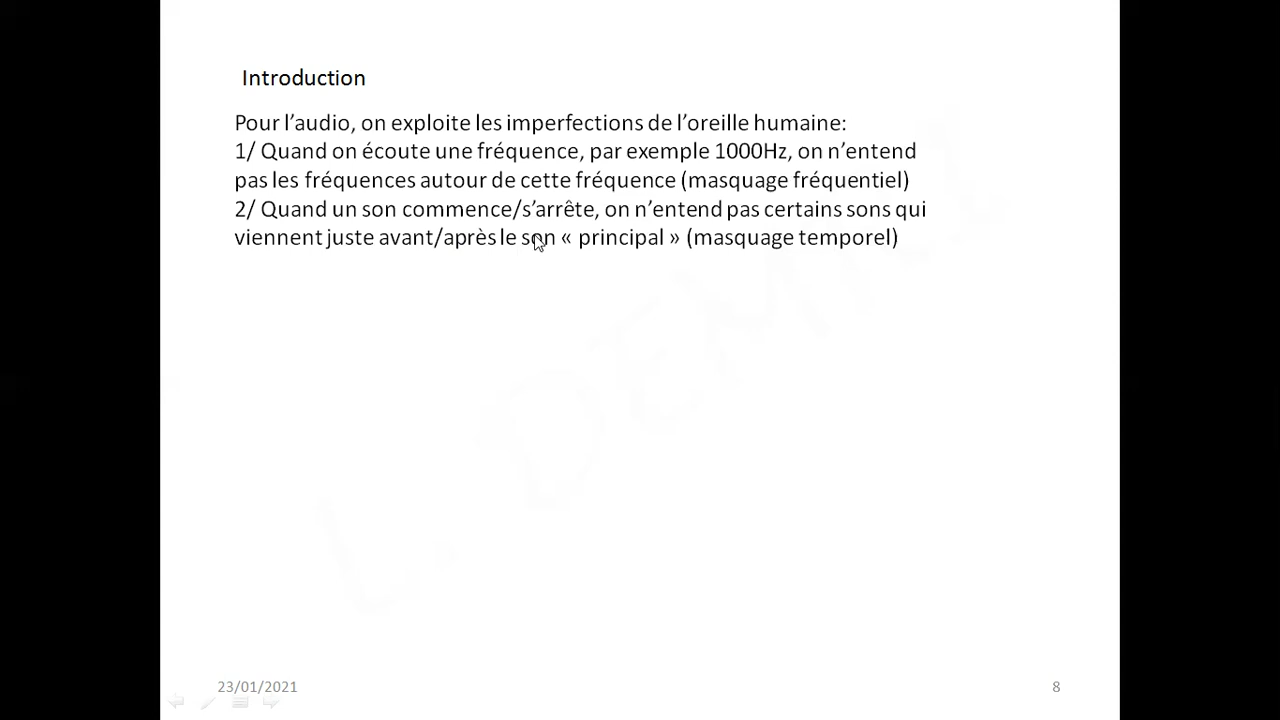 Introduction
Pour l’audio, on exploite les imperfections de l’oreille humaine:
1/ Quand on écoute une fréquence, par exemple 1000Hz, on n’entend
pas les fréquences autour de cette fréquence (masquage fréquentiel)
2/ Quand un son commence/s’arrête, on n’entend pas certains sons qui
viennent juste avant/après le son « principal » (masquage temporel)
23/01/2021
8